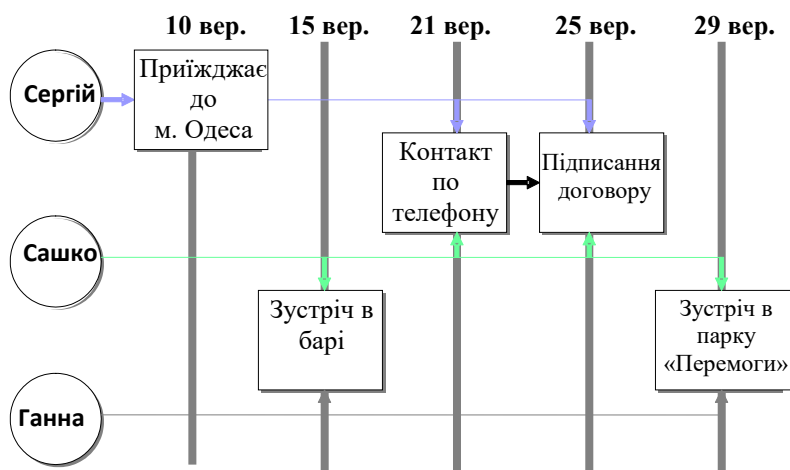 10 вер. 15 вер. 21 вер. 25 вер. 29 вер.
Сергій
Приїжджає
до
м. Одеса
Контакт
по
телефону
Підписання
договору
Сашко
Зустріч в
барі
Зустріч в
парку
«Перемоги»
Ганна